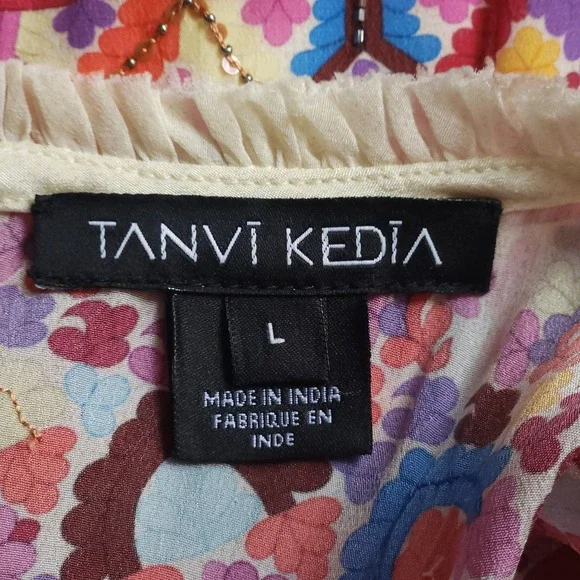 TANVĪ KEDĪA
L
MADE IN INDIA
FABRIQUE EN
INDE